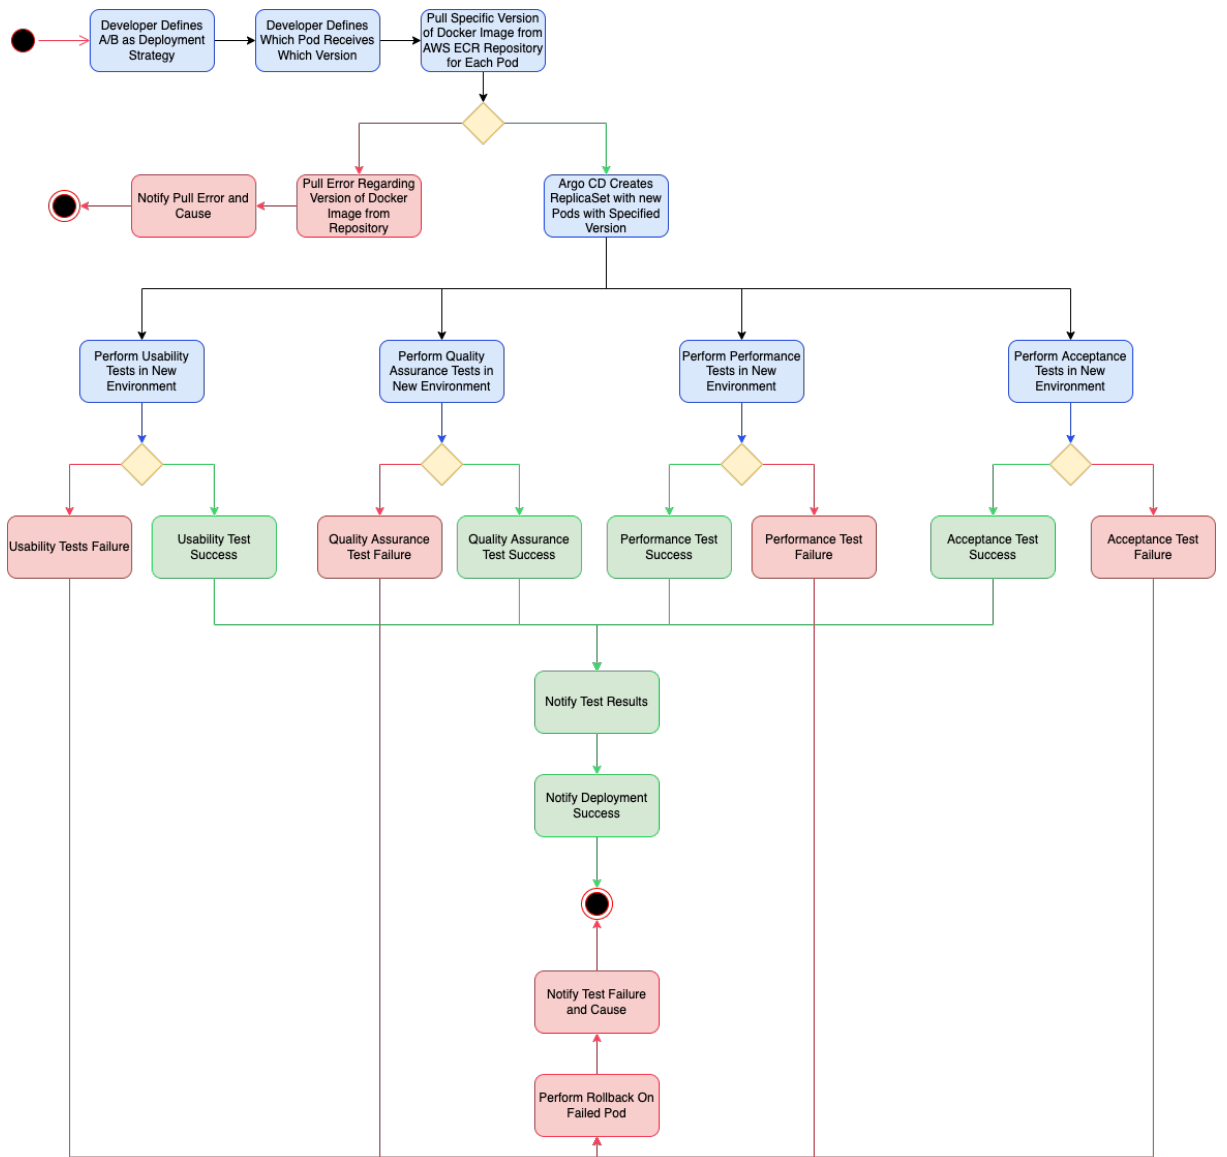 Developer Defines
A/B as Deployment
Strategy
Developer Defines
Which Pod Receives
Which Version
Pull Specific Version
of Docker Image from
AWS ECR Repository
for Each Pod
Notify Pull Error and
Cause
Pull Error Regarding
Version of Docker
Image from
Repository
Argo CD Creates
ReplicaSet with new
Pods with Specified
Version
Perform Usability
Tests in New
Environment
Perform Quality
Assurance Tests in
New Environment
Perform Performance
Tests in New
Environment
Perform Acceptance
Tests in New
Environment
Usability Tests Failure
Usability Test
Success
Quality Assurance
Test Failure
Quality Assurance
Test Success
Performance Test
Success
Performance Test
Failure
Acceptance Test
Success
Acceptance Test
Failure
Notify Test Results
Notify Deployment
Success
Notify Test Failure
and Cause
Perform Rollback On
Failed Pod